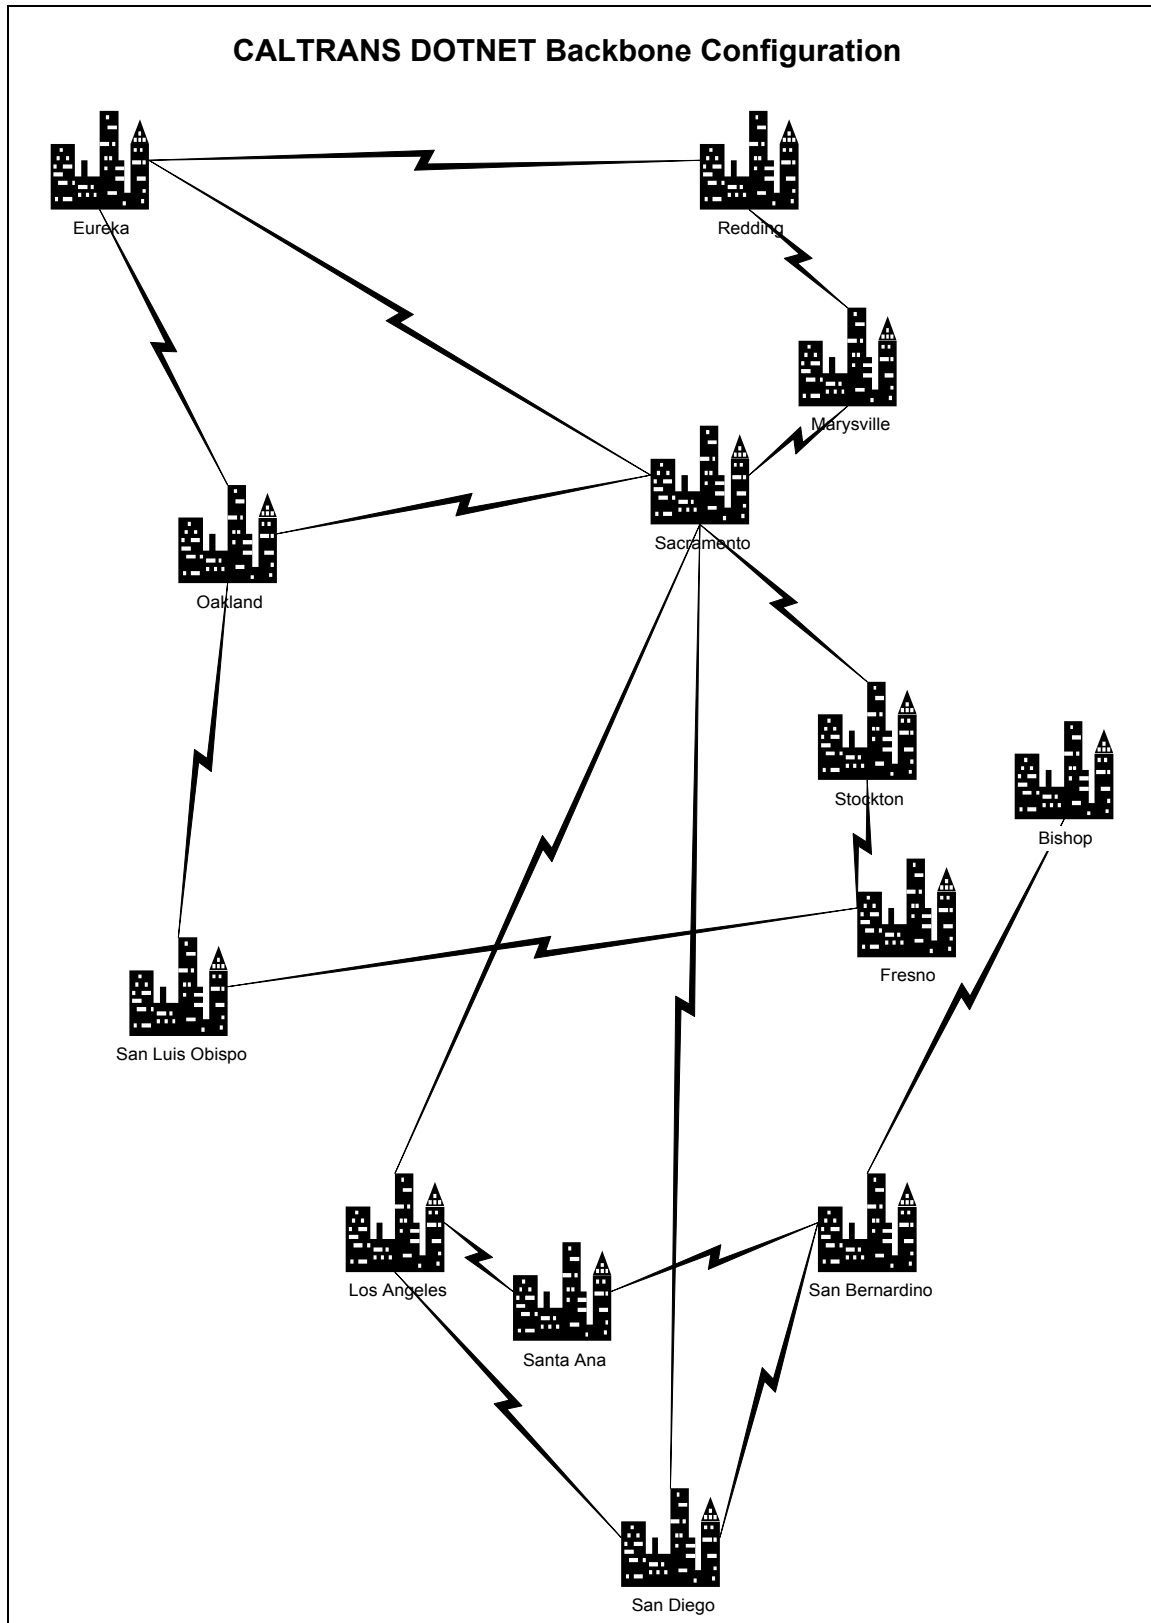 CALTRANS DOTNET Backbone Configuration
Eureka
Redding
Marysville
Sacramento
Oakland
Stockton
Bishop
Fresno
San Luis Obispo
Los Angeles
San Bernardino
Santa Ana
San Diego